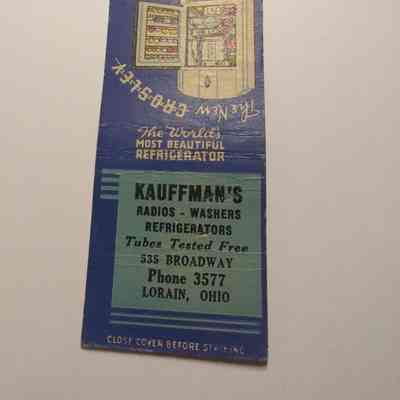 The New CROSLEY
The World's
MOST BEAUTIFUL
REFRIGERATOR
KAUFFMAN'S
RADIOS - WASHERS
REFRIGERATORS
Tubes Tested Free
535 BROADWAY
Phone 3577
LORAIN, OHIO
CLOSE COVER BEFORE STRIKING